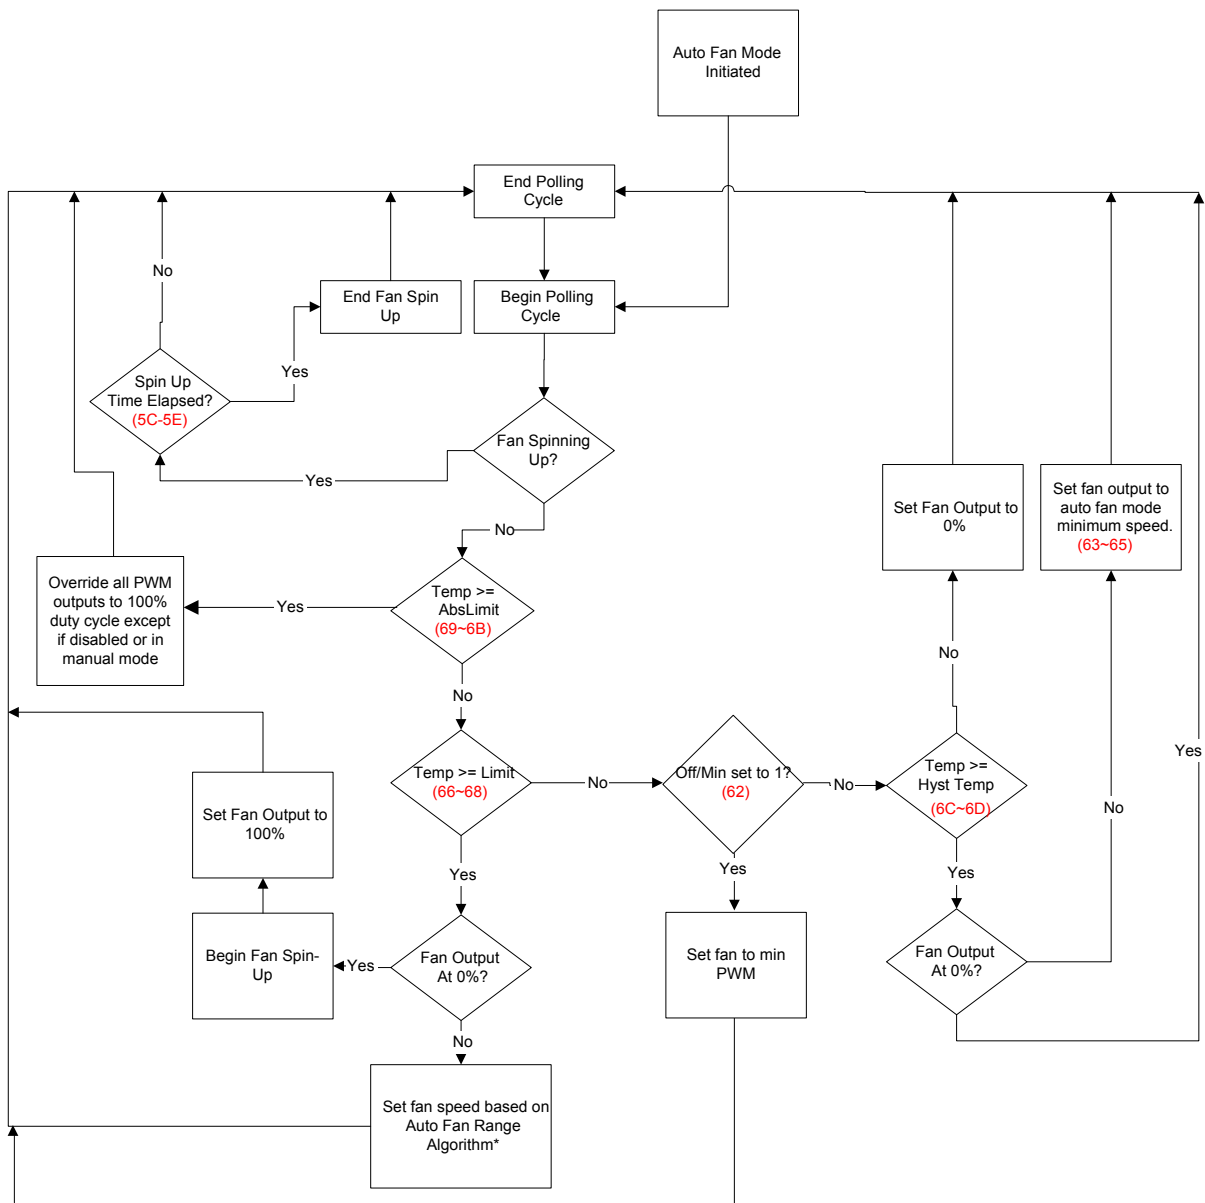 Auto Fan Mode
Initiated
End Polling
Cycle
No
End Fan Spin
Up
Begin Polling
Cycle
Yes
Spin Up
Time Elapsed?
(5C-5E)
Fan Spinning
Up?
Yes
Set Fan Output to
0%
Set fan output to
auto fan mode
minimum speed.
(63~65)
No
Override all PWM
outputs to 100%
duty cycle except
if disabled or in
manual mode
Yes
Temp >=
AbsLimit
(69~6B)
No
No
Yes
Temp >= Limit
(66~68)
No
Off/Min set to 1?
(62)
No
Temp >=
Hyst Temp
(6C~6D)
No
Set Fan Output to
100%
Yes
Yes
Yes
Begin Fan Spin-
Up
Yes
Fan Output
At 0%?
Set fan to min
PWM
Fan Output
At 0%?
No
Set fan speed based on
Auto Fan Range
Algorithm*